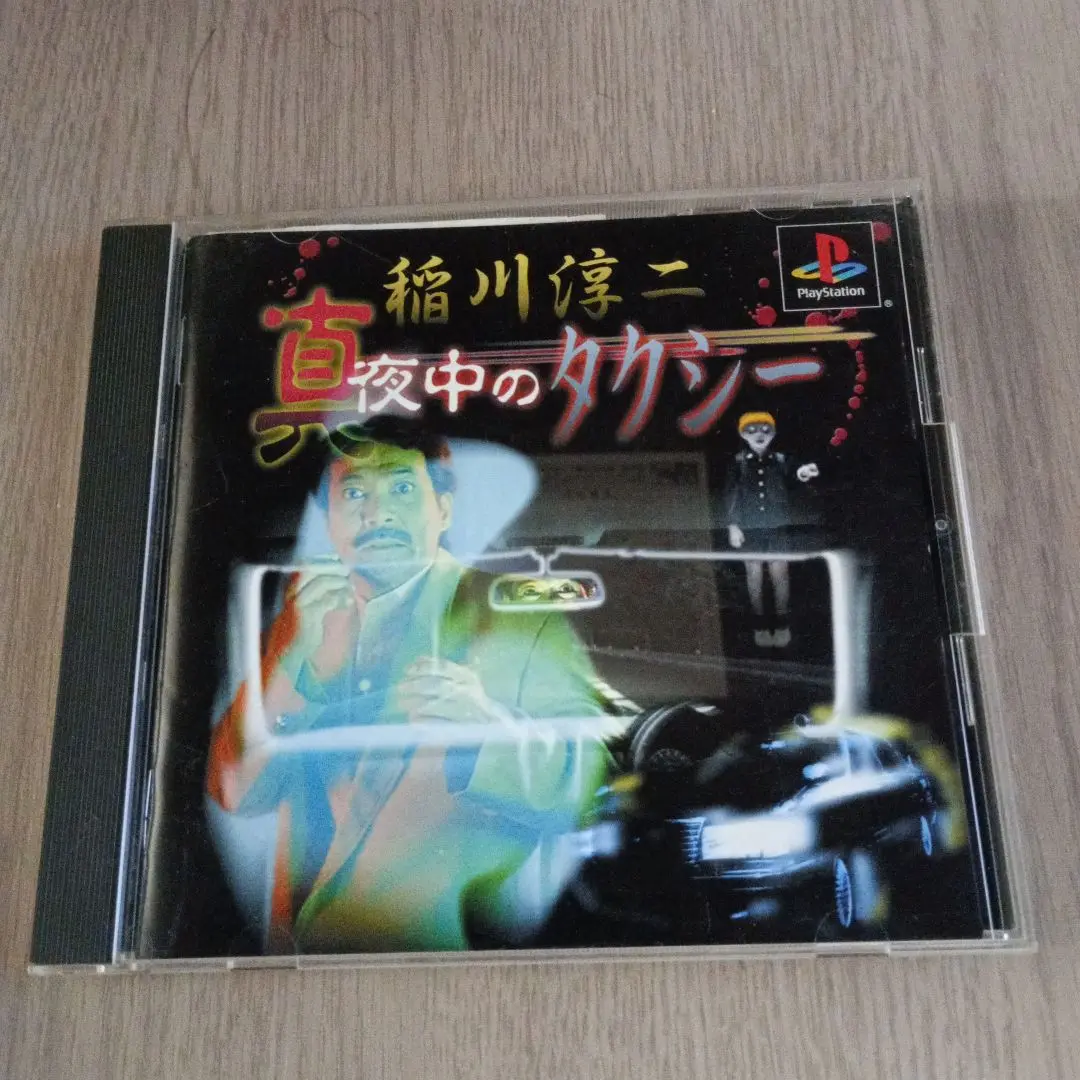 稲川淳二
真夜中のタクシー
PlayStation
®